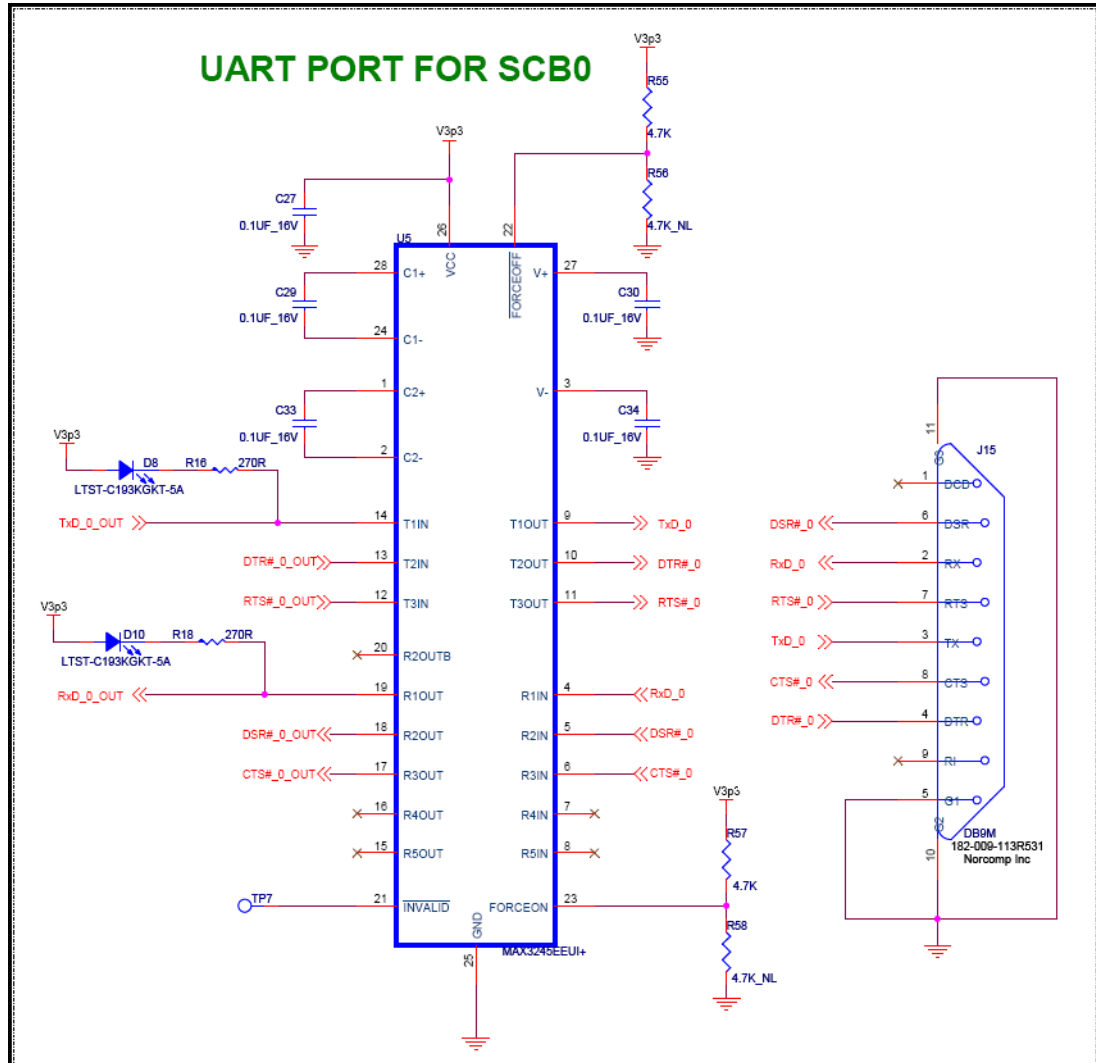 UART PORT FOR SCB0
V3p3
R55
4.7K
V3p3
R56
4.7K_NL
C27
0.1UF_16V
26
22
U5
VCC
FORCEOFF
28
C1+
V+
27
C29
0.1UF_16V
C30
0.1UF_16V
24
C1-
1
C2+
V-
3
C33
0.1UF_16V
C34
0.1UF_16V
2
C2-
V3p3
D8
R16
270R
LTST-C193KGKT-5A
TxD_0_OUT
14
T1IN
T1OUT
9
TxD_0
DTR#_0_OUT
13
T2IN
T2OUT
10
DTR#_0
RTS#_0_OUT
12
T3IN
T3OUT
11
RTS#_0
V3p3
D10
R18
270R
LTST-C193KGKT-5A
20
R2OUTB
RxD_0_OUT
19
R1OUT
R1IN
4
RxD_0
DSR#_0_OUT
18
R2OUT
R2IN
5
DSR#_0
CTS#_0_OUT
17
R3OUT
R3IN
6
CTS#_0
16
R4OUT
R4IN
7
15
R5OUT
R5IN
8
TP7
21
INVALID
FORCEON
23
GND
25
MAX3245EEUI+
V3p3
R57
4.7K
R58
4.7K_NL
11
G3
J15
1
DCD
DSR#_0
6
DSR
RxD_0
2
RX
RTS#_0
7
RTS
TxD_0
3
TX
CTS#_0
8
CTS
DTR#_0
4
DTR
9
RI
5
G1
G2
10
DB9M
182-009-113R531
Norcomp Inc